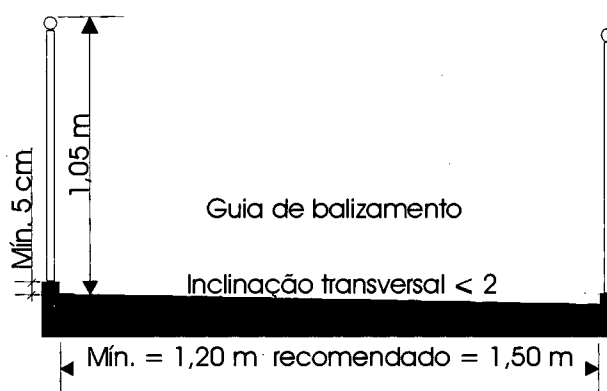 1,05 m
Mín. 5 cm
Guia de balizamento
Inclinação transversal < 2
Mín. = 1,20 m recomendado = 1,50 m